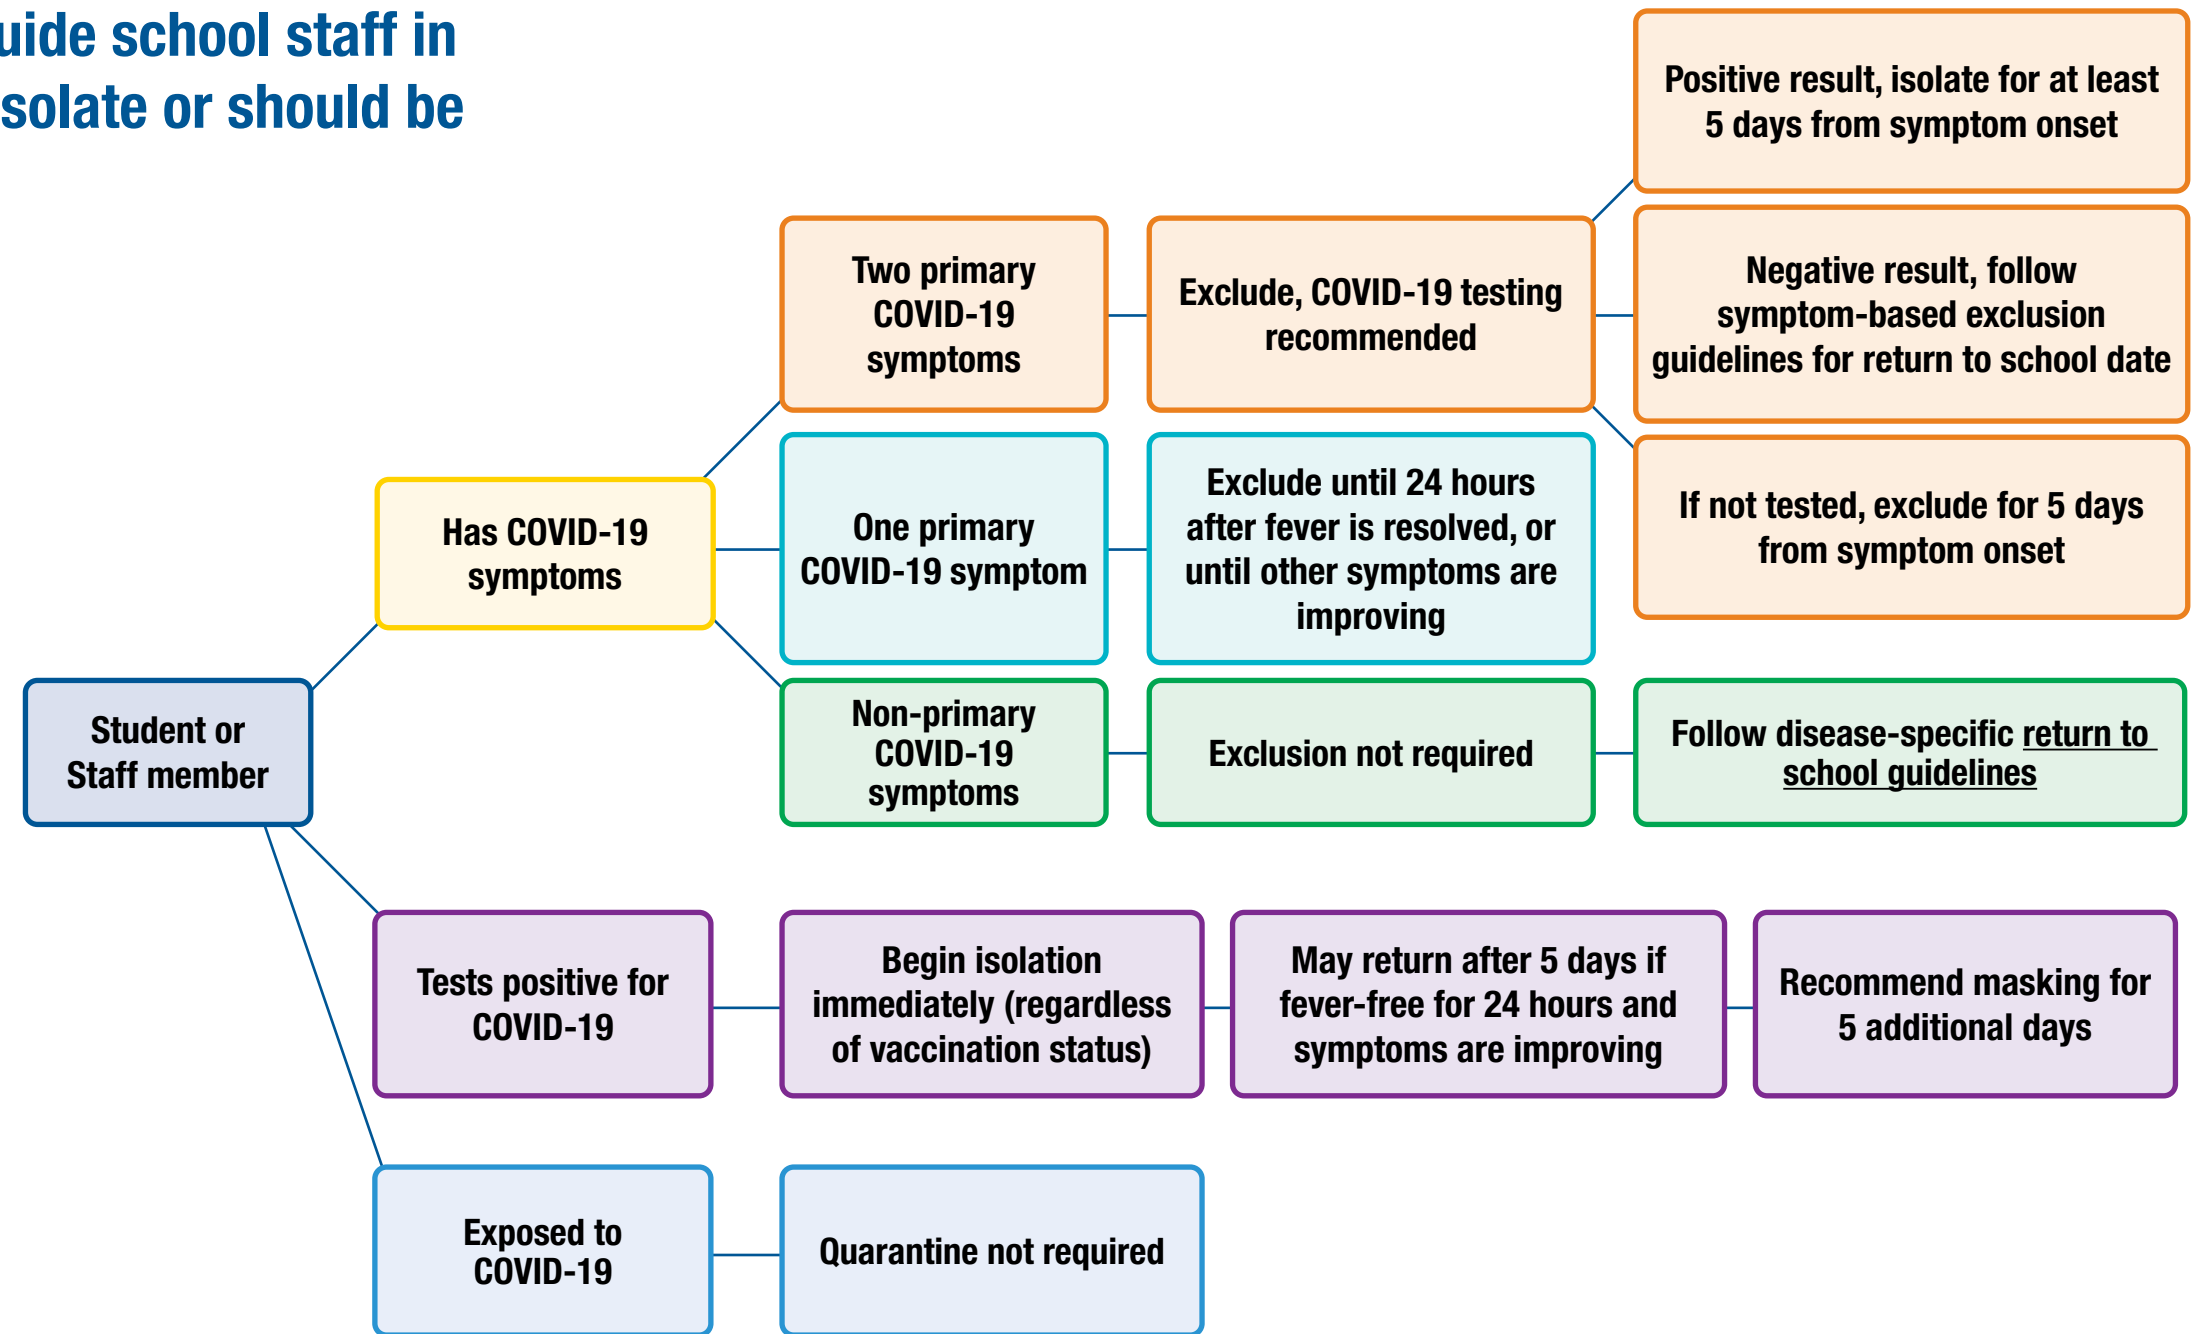 uide school staff in
solate or should be
Positive result, isolate for at least
5 days from symptom onset
Two primary
COVID-19
symptoms
Exclude, COVID-19 testing
recommended
Negative result, follow
symptom-based exclusion
guidelines for return to school date
If not tested, exclude for 5 days
from symptom onset
Has COVID-19
symptoms
One primary
COVID-19 symptom
Exclude until 24 hours
after fever is resolved, or
until other symptoms are
improving
Student or
Staff member
Non-primary
COVID-19
symptoms
Exclusion not required
Follow disease-specific return to
school guidelines
Tests positive for
COVID-19
Begin isolation
immediately (regardless
of vaccination status)
May return after 5 days if
fever-free for 24 hours and
symptoms are improving
Recommend masking for
5 additional days
Exposed to
COVID-19
Quarantine not required